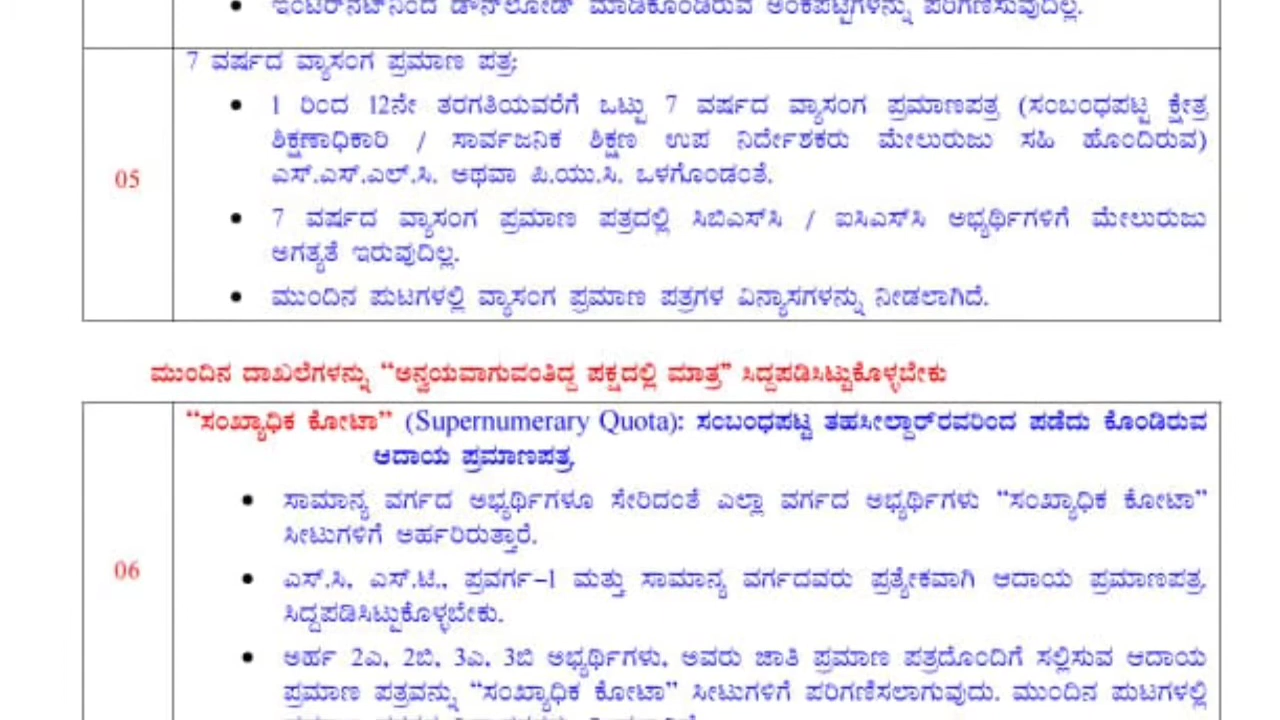 ಇಂಟರ್‌ನೆಟ್‌ನಿಂದ ಡೌನ್‌ಲೋಡ್ ಮಾಡಿಕೊಂಡಿರುವ ಅಂಕಪಟ್ಟಿಗಳನ್ನು ಪರಿಗಣಿಸುವುದಿಲ್ಲ.
7 ವರ್ಷದ ವ್ಯಾಸಂಗ ಪ್ರಮಾಣ ಪತ್ರ:
1 ರಿಂದ 12ನೇ ತರಗತಿಯವರೆಗೆ ಒಟ್ಟು 7 ವರ್ಷದ ವ್ಯಾಸಂಗ ಪ್ರಮಾಣಪತ್ರ (ಸಂಬಂಧಪಟ್ಟ ಕ್ಷೇತ್ರ
ಶಿಕ್ಷಣಾಧಿಕಾರಿ / ಸಾರ್ವಜನಿಕ ಶಿಕ್ಷಣ ಉಪ ನಿರ್ದೇಶಕರು ಮೇಲುರುಜು ಸಹಿ ಹೊಂದಿರುವ)
05 ಎಸ್.ಎಸ್.ಎಲ್.ಸಿ. ಅಥವಾ ಪಿ.ಯು.ಸಿ. ಒಳಗೊಂಡಂತೆ.
7 ವರ್ಷದ ವ್ಯಾಸಂಗ ಪ್ರಮಾಣ ಪತ್ರದಲ್ಲಿ ಸಿಬಿಎಸ್‌ಸಿ / ಐಸಿಎಸ್‌ಸಿ ಅಭ್ಯರ್ಥಿಗಳಿಗೆ ಮೇಲುರುಜು
ಅಗತ್ಯತೆ ಇರುವುದಿಲ್ಲ.
ಮುಂದಿನ ಪುಟಗಳಲ್ಲಿ ವ್ಯಾಸಂಗ ಪ್ರಮಾಣ ಪತ್ರಗಳ ವಿನ್ಯಾಸಗಳನ್ನು ನೀಡಲಾಗಿದೆ.
ಮುಂದಿನ ದಾಖಲೆಗಳನ್ನು “ಅನ್ವಯವಾಗುವಂತಿದ್ದ ಪಕ್ಷದಲ್ಲಿ ಮಾತ್ರ” ಸಿದ್ದಪಡಿಸಿಟ್ಟುಕೊಳ್ಳಬೇಕು
“ಸಂಖ್ಯಾಧಿಕ ಕೋಟಾ” (Supernumerary Quota): ಸಂಬಂಧಪಟ್ಟ ತಹಸೀಲ್ದಾರ್‌ರವರಿಂದ ಪಡೆದು ಕೊಂಡಿರುವ
ಆದಾಯ ಪ್ರಮಾಣಪತ್ರ.
ಸಾಮಾನ್ಯ ವರ್ಗದ ಅಭ್ಯರ್ಥಿಗಳೂ ಸೇರಿದಂತೆ ಎಲ್ಲಾ ವರ್ಗದ ಅಭ್ಯರ್ಥಿಗಳು “ಸಂಖ್ಯಾಧಿಕ ಕೋಟಾ”
ಸೀಟುಗಳಿಗೆ ಅರ್ಹರಿರುತ್ತಾರೆ.
06 ಎಸ್.ಸಿ. ಎಸ್.ಟಿ., ಪ್ರವರ್ಗ–1 ಮತ್ತು ಸಾಮಾನ್ಯ ವರ್ಗದವರು ಪ್ರತ್ಯೇಕವಾಗಿ ಆದಾಯ ಪ್ರಮಾಣಪತ್ರ
ಸಿದ್ದಪಡಿಸಿಟ್ಟುಕೊಳ್ಳಬೇಕು.
ಅರ್ಹ 2ಎ, 2ಬಿ, 3ಎ, 3ಬಿ ಅಭ್ಯರ್ಥಿಗಳು, ಅವರು ಜಾತಿ ಪ್ರಮಾಣ ಪತ್ರದೊಂದಿಗೆ ಸಲ್ಲಿಸುವ ಆದಾಯ
ಪ್ರಮಾಣ ಪತ್ರವನ್ನು “ಸಂಖ್ಯಾಧಿಕ ಕೋಟಾ” ಸೀಟುಗಳಿಗೆ ಪರಿಗಣಿಸಲಾಗುವುದು. ಮುಂದಿನ ಪುಟಗಳಲ್ಲಿ